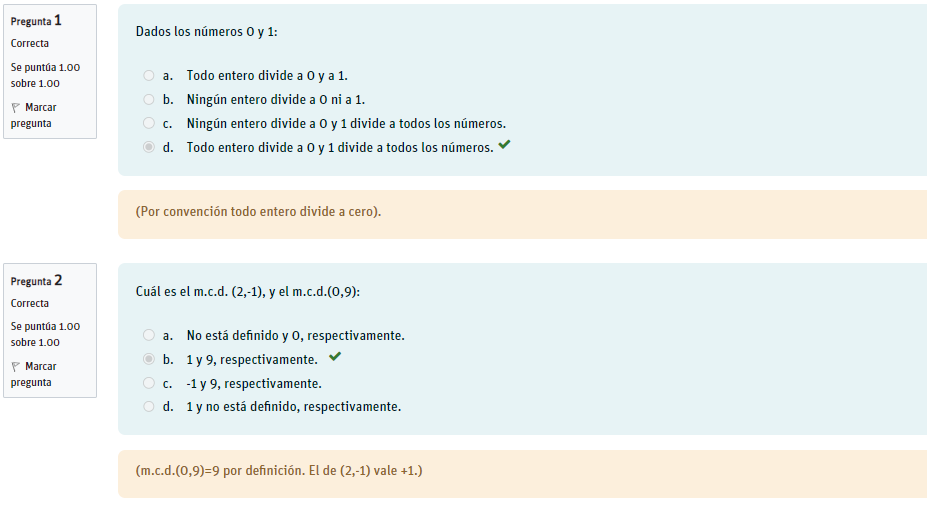 Pregunta 1
Correcta
Se puntúa 1.00
sobre 1.00
Marcar
pregunta
Dados los números 0 y 1:
a. Todo entero divide a 0 y a 1.
b. Ningún entero divide a 0 ni a 1.
c. Ningún entero divide a 0 y 1 divide a todos los números.
d. Todo entero divide a 0 y 1 divide a todos los números.
(Por convención todo entero divide a cero).
Pregunta 2
Correcta
Se puntúa 1.00
sobre 1.00
Marcar
pregunta
Cuál es el m.c.d. (2,-1), y el m.c.d.(0,9):
a. No está definido y 0, respectivamente.
b. 1 y 9, respectivamente.
c. -1 y 9, respectivamente.
d. 1 y no está definido, respectivamente.
(m.c.d.(0,9)=9 por definición. El de (2,-1) vale +1.)